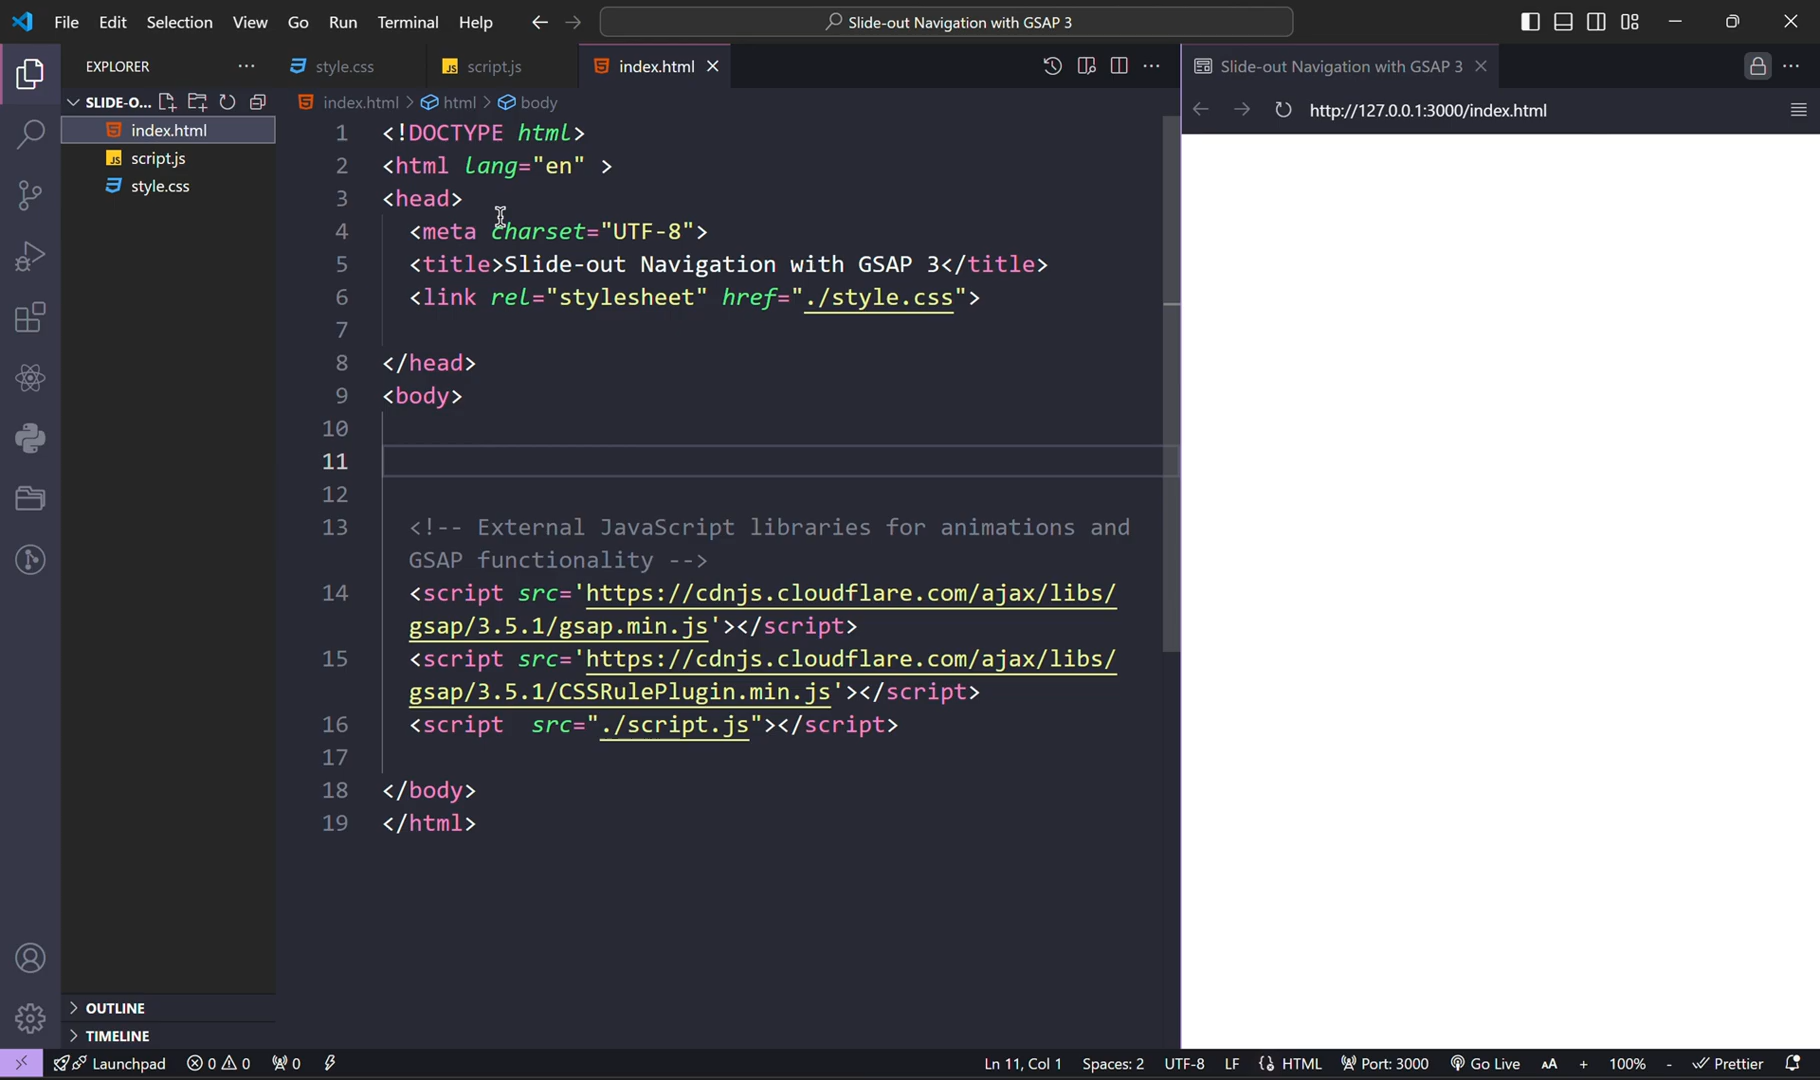 File Edit Selection View Go Run Terminal Help Slide-out Navigation with GSAP 3
EXPLORER
SLIDE-O...
index.html
script.js
style.css
OUTLINE
TIMELINE
style.css script.js index.html
index.html > html > body
1 <!DOCTYPE html>
2 <html lang="en" >
3 <head>
4 <meta charset="UTF-8">
5 <title>Slide-out Navigation with GSAP 3</title>
6 <link rel="stylesheet" href="./style.css">
7
8 </head>
9 <body>
10
11
12
13 <!-- External JavaScript libraries for animations and
GSAP functionality -->
14 <script src='https://cdnjs.cloudflare.com/ajax/libs/
gsap/3.5.1/gsap.min.js'></script>
15 <script src='https://cdnjs.cloudflare.com/ajax/libs/
gsap/3.5.1/CSSRulePlugin.min.js'></script>
16 <script  src="./script.js"></script>
17
18 </body>
19 </html>
Slide-out Navigation with GSAP 3
http://127.0.0.1:3000/index.html
Launchpad 0 0 0 Ln 11, Col 1 Spaces: 2 UTF-8 LF {} HTML Port: 3000 Go Live AA + 100% - Prettier